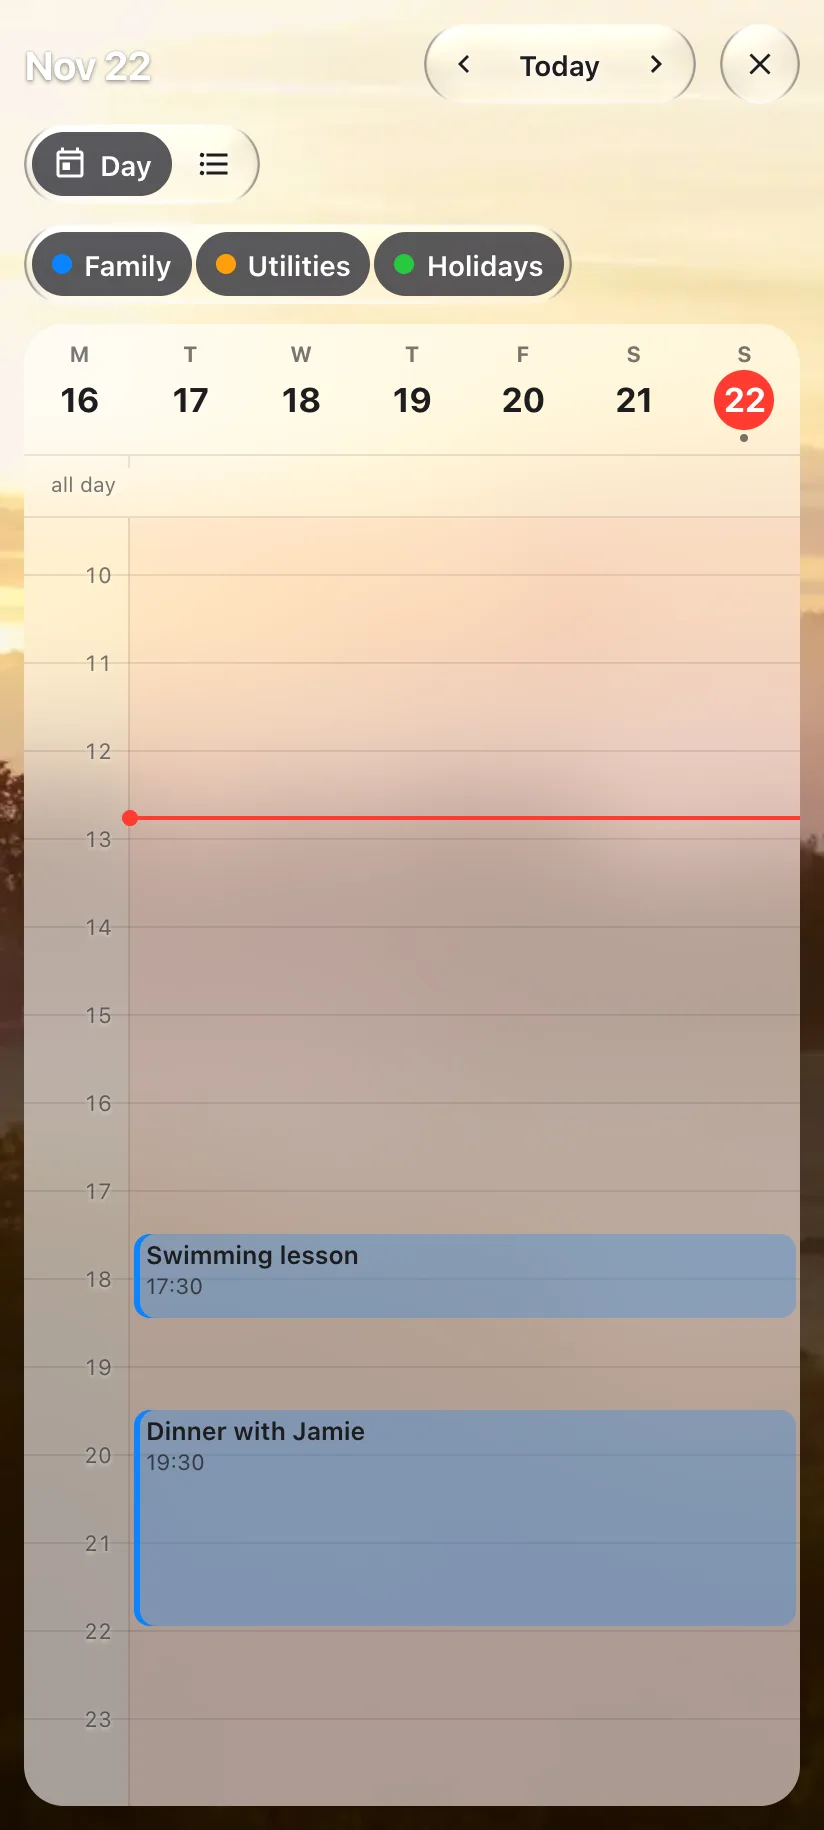 Nov 22
Today
Day
Family
Utilities
Holidays
M T W T F S S
16 17 18 19 20 21 22
all day
10
11
12
13
14
15
16
17
Swimming lesson
17:30
18
19
Dinner with Jamie
19:30
20
21
22
23